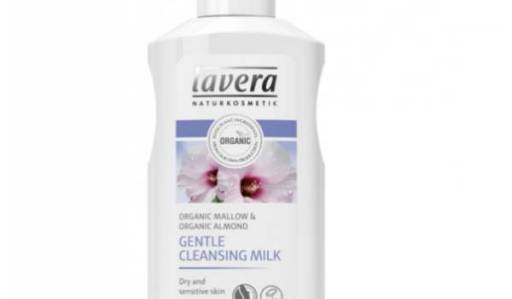 lavera
NATURKOSMETIK
ORGANIC
ORGANIC MALLOW &
ORGANIC ALMOND
GENTLE
CLEANSING MILK
Dry and
sensitive skin